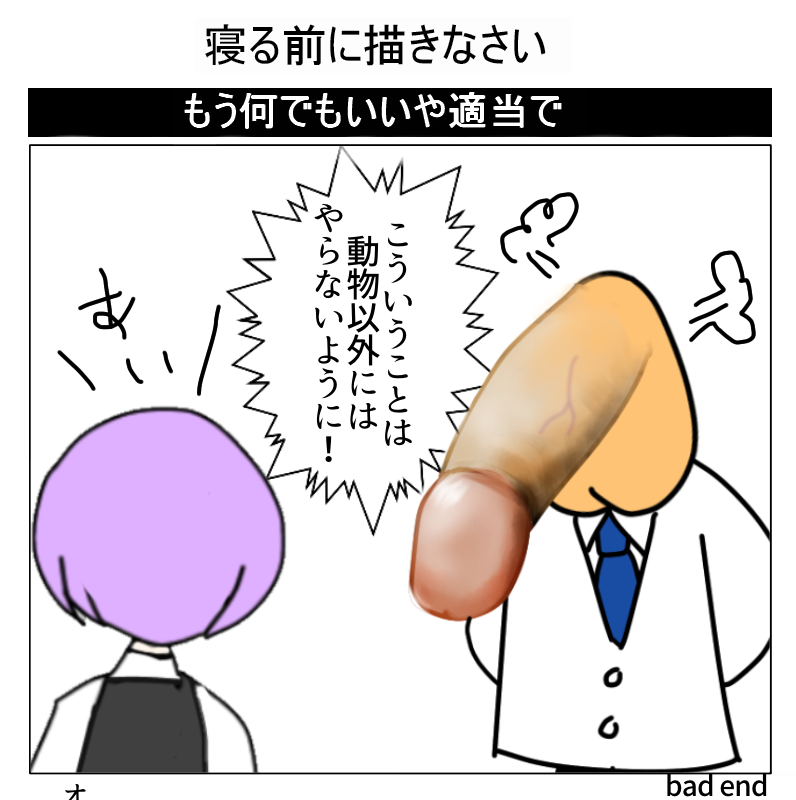 寝る前に描きなさい
もう何でもいいや適当で
こういうことは
動物以外には
やらないように！
bad end